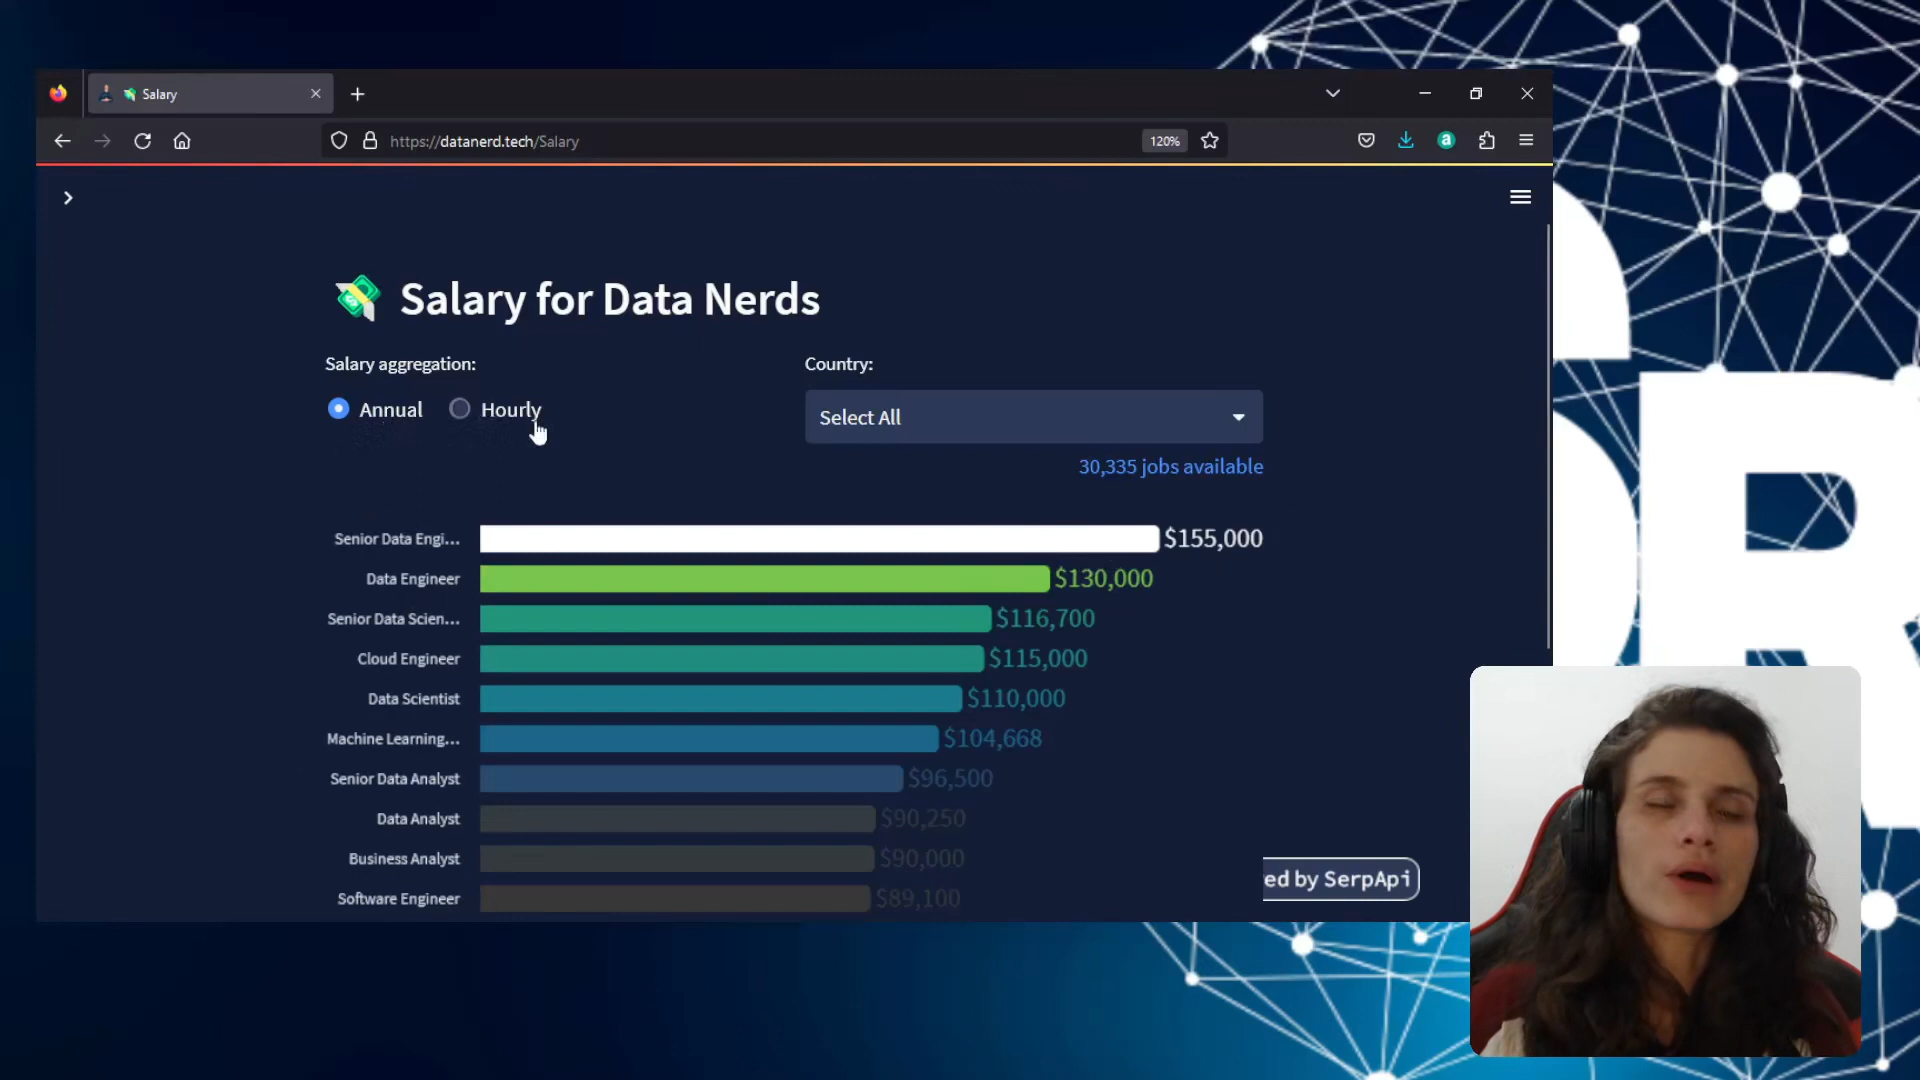 Salary
https://datanerd.tech/Salary
120%
a
Salary for Data Nerds
Salary aggregation:
Annual
Hourly
Country:
Select All
30,335 jobs available
Senior Data Engi... $155,000
Data Engineer $130,000
Senior Data Scien... $116,700
Cloud Engineer $115,000
Data Scientist $110,000
Machine Learning... $104,668
Senior Data Analyst $96,500
Data Analyst $90,250
Business Analyst $90,000
Software Engineer $89,100
ed by SerpApi
R